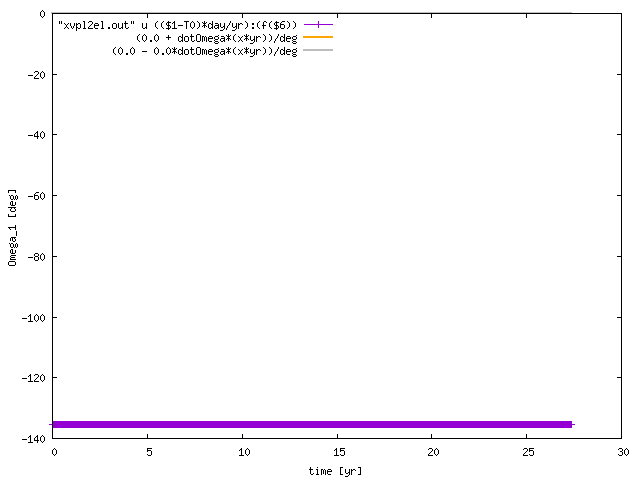 "xvpl2el.out" u (($1-T0)*day/yr):(f($6))
(0.0 + dotOmega*(x*yr))/deg
(0.0 - 0.0*dotOmega*(x*yr))/deg
0
-20
-40
-60
-80
-100
-120
-140
Omega_1 [deg]
0 5 10 15 20 25 30
time [yr]